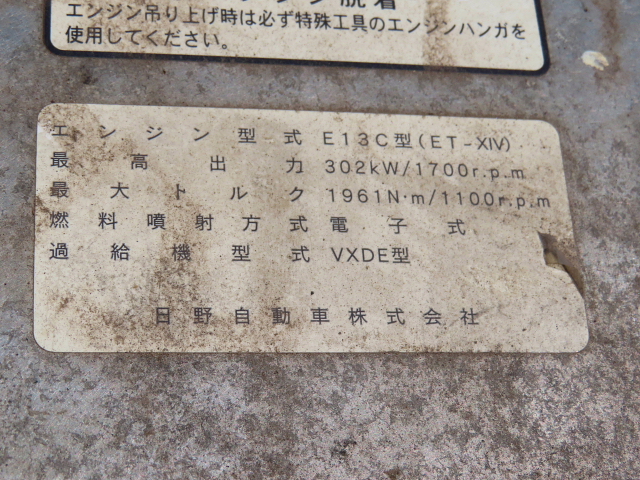 ン脱着
エンジン吊り上げ時は必ず特殊工具のエンジンハンガを
使用してください。
エンジン型式 E13C型(ET-XIV)
最高出力 302kW/1700r.p.m
最大トルク 1961N·m/1100r.p.m
燃料噴射方式 電子式
過給機型式 VXDE型
日野自動車株式会社